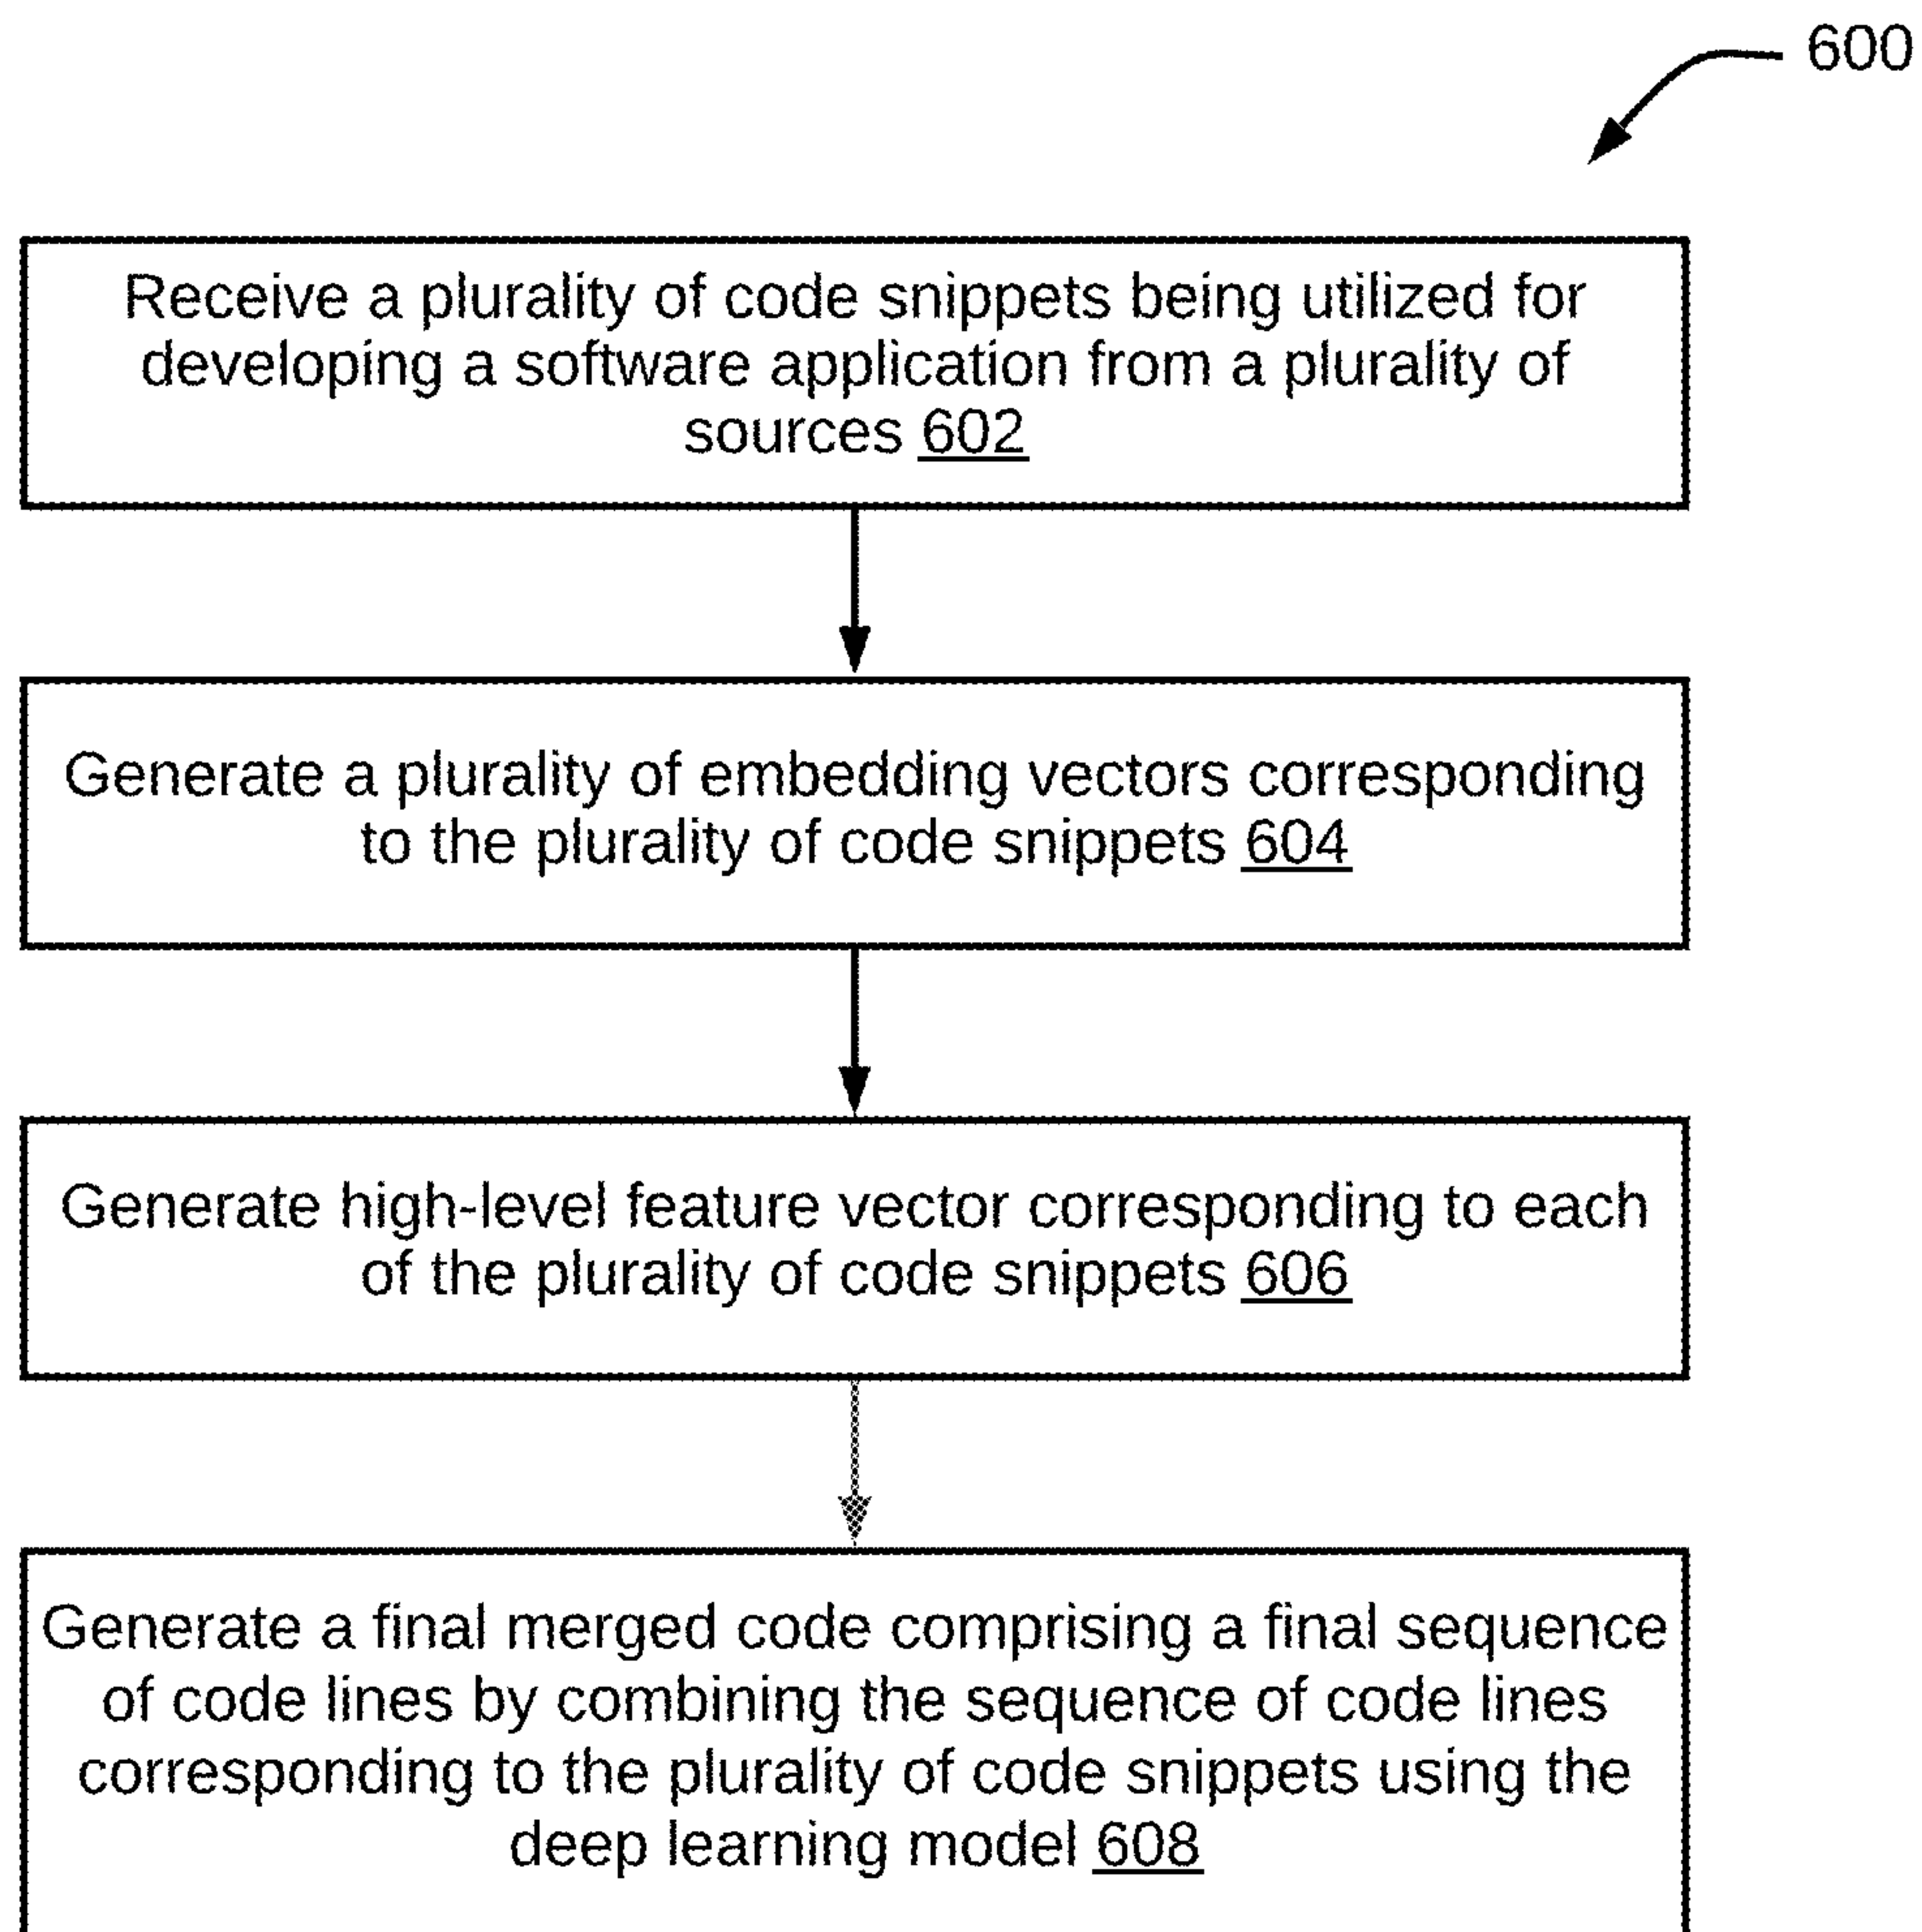 600
Receive a plurality of code snippets being utilized for
developing a software application from a plurality of
sources 602
Generate a plurality of embedding vectors corresponding
to the plurality of code snippets 604
Generate high-level feature vector corresponding to each
of the plurality of code snippets 606
Generate a final merged code comprising a final sequence
of code lines by combining the sequence of code lines
corresponding to the plurality of code snippets using the
deep learning model 608